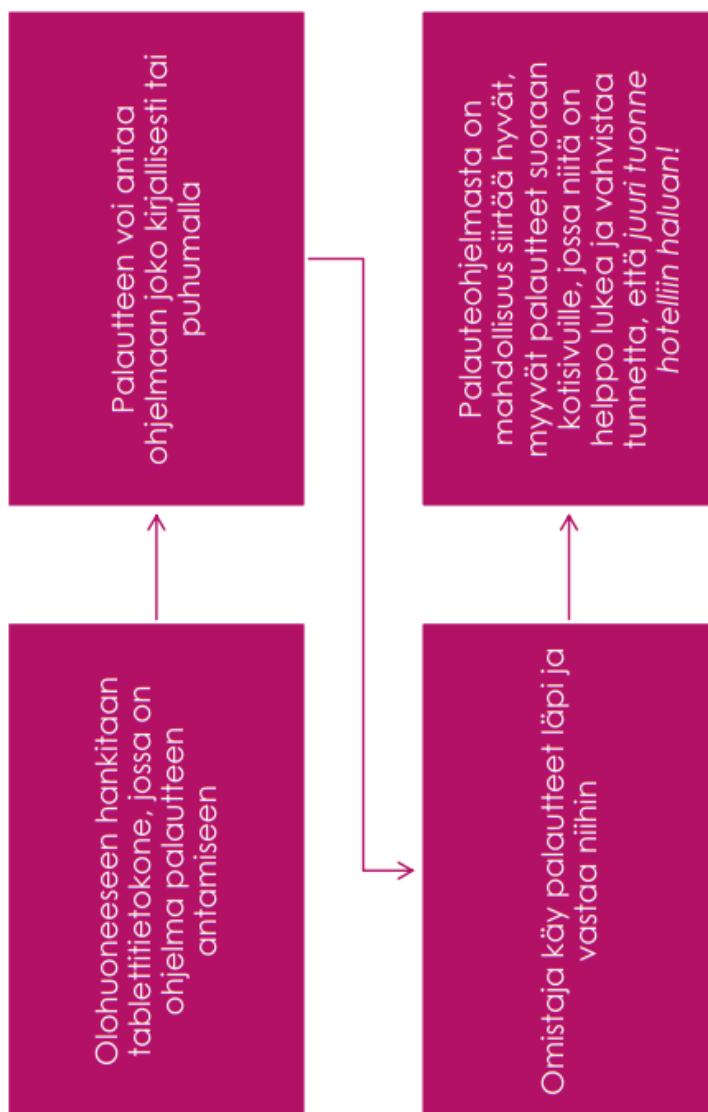 Olohuoneeseen hankitaan
tablettitietokone, jossa on
ohjelma palautteen
antamiseen
Palautteen voi antaa
ohjelmaan joko kirjallisesti tai
puhumalla
Omistaja käy palautteet läpi ja
vastaa niihin
Palauteohjelmasta on
mahdollisuus siirtää hyvät,
myyvät palautteet suoraan
kotisivuille, jossa niitä on
helppo lukea ja vahvistaa
tunnetta, että juuri tuonne
hotelliin haluan!